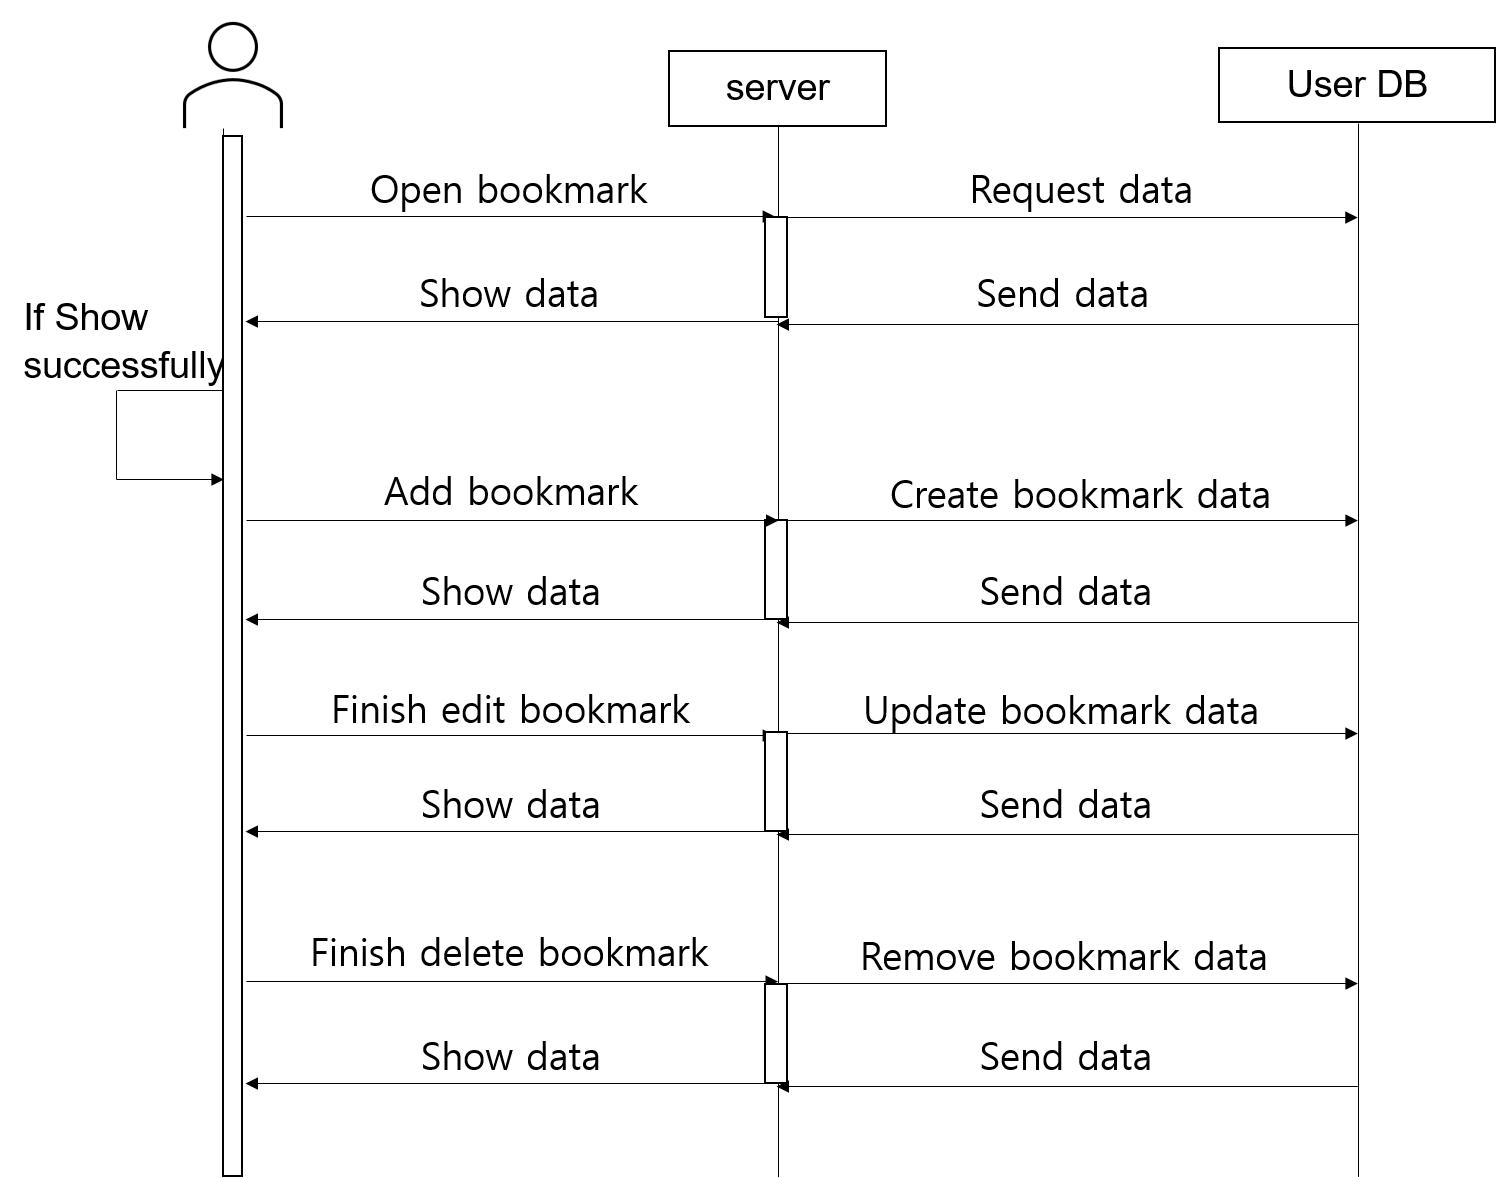 server
User DB
Open bookmark
Request data
Show data
Send data
If Show
successfully
Add bookmark
Create bookmark data
Show data
Send data
Finish edit bookmark
Update bookmark data
Show data
Send data
Finish delete bookmark
Remove bookmark data
Show data
Send data